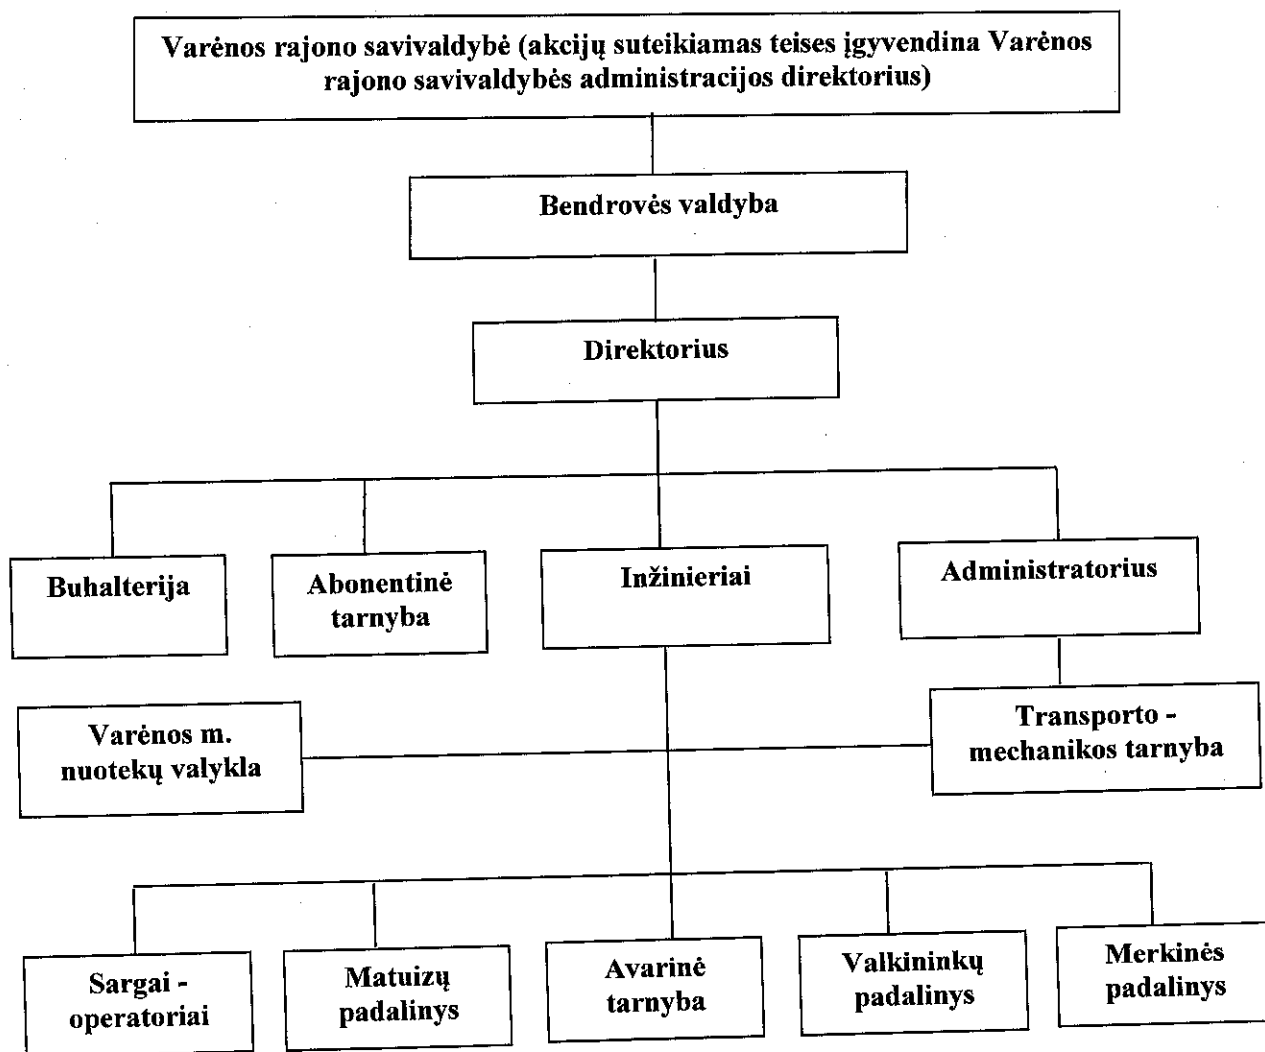 Varėnos rajono savivaldybė (akcijų suteikiamas teises įgyvendina Varėnos
rajono savivaldybės administracijos direktorius)
Bendrovės valdyba
Direktorius
Buhalterija
Abonentinė
tarnyba
Inžinieriai
Administratorius
Varėnos m.
nuotekų valykla
Transporto -
mechanikos tarnyba
Sargai -
operatoriai
Matuizų
padalinys
Avarinė
tarnyba
Valkininkų
padalinys
Merkinės
padalinys